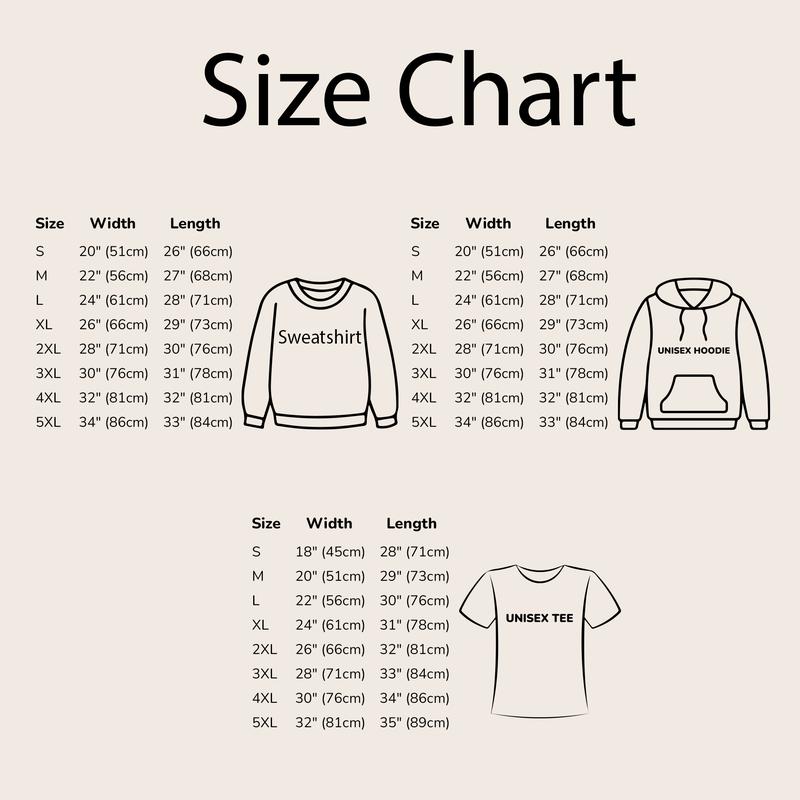 Size Chart
Size Width Length
S 20" (51cm) 26" (66cm)
M 22" (56cm) 27" (68cm)
L 24" (61cm) 28" (71cm)
XL 26" (66cm) 29" (73cm)
2XL 28" (71cm) 30" (76cm)
3XL 30" (76cm) 31" (78cm)
4XL 32" (81cm) 32" (81cm)
5XL 34" (86cm) 33" (84cm)
Sweatshirt
Size Width Length
S 20" (51cm) 26" (66cm)
M 22" (56cm) 27" (68cm)
L 24" (61cm) 28" (71cm)
XL 26" (66cm) 29" (73cm)
2XL 28" (71cm) 30" (76cm)
3XL 30" (76cm) 31" (78cm)
4XL 32" (81cm) 32" (81cm)
5XL 34" (86cm) 33" (84cm)
UNISEX HOODIE
Size Width Length
S 18" (45cm) 28" (71cm)
M 20" (51cm) 29" (73cm)
L 22" (56cm) 30" (76cm)
XL 24" (61cm) 31" (78cm)
2XL 26" (66cm) 32" (81cm)
3XL 28" (71cm) 33" (84cm)
4XL 30" (76cm) 34" (86cm)
5XL 32" (81cm) 35" (89cm)
UNISEX TEE